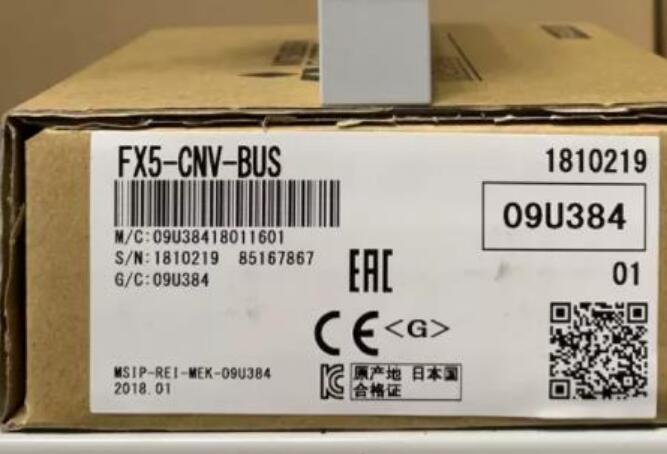 FX5-CNV-BUS
1810219
M/C:09U38418011601
S/N:1810219 85167867
G/C:09U384
09U384
01
EAC
CE <G>
MSIP-REI-MEK-09U384
2018.01
原产地 日本国
合格证